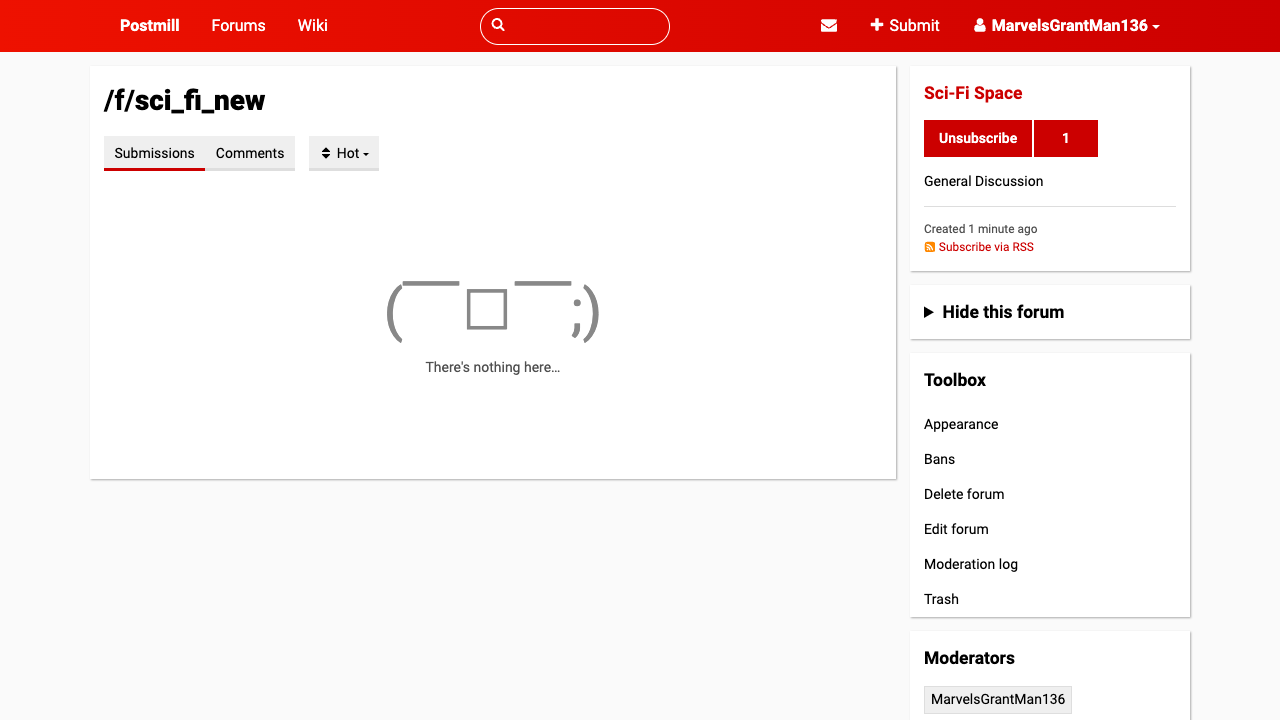 Postmill Forums Wiki Submit MarvelsGrantMan136
/f/sci_fi_new
Submissions Comments Hot
(￣□￣;)
There's nothing here…
Sci-Fi Space
Unsubscribe 1
General Discussion
Created 1 minute ago
Subscribe via RSS
Hide this forum
Toolbox
Appearance
Bans
Delete forum
Edit forum
Moderation log
Trash
Moderators
MarvelsGrantMan136